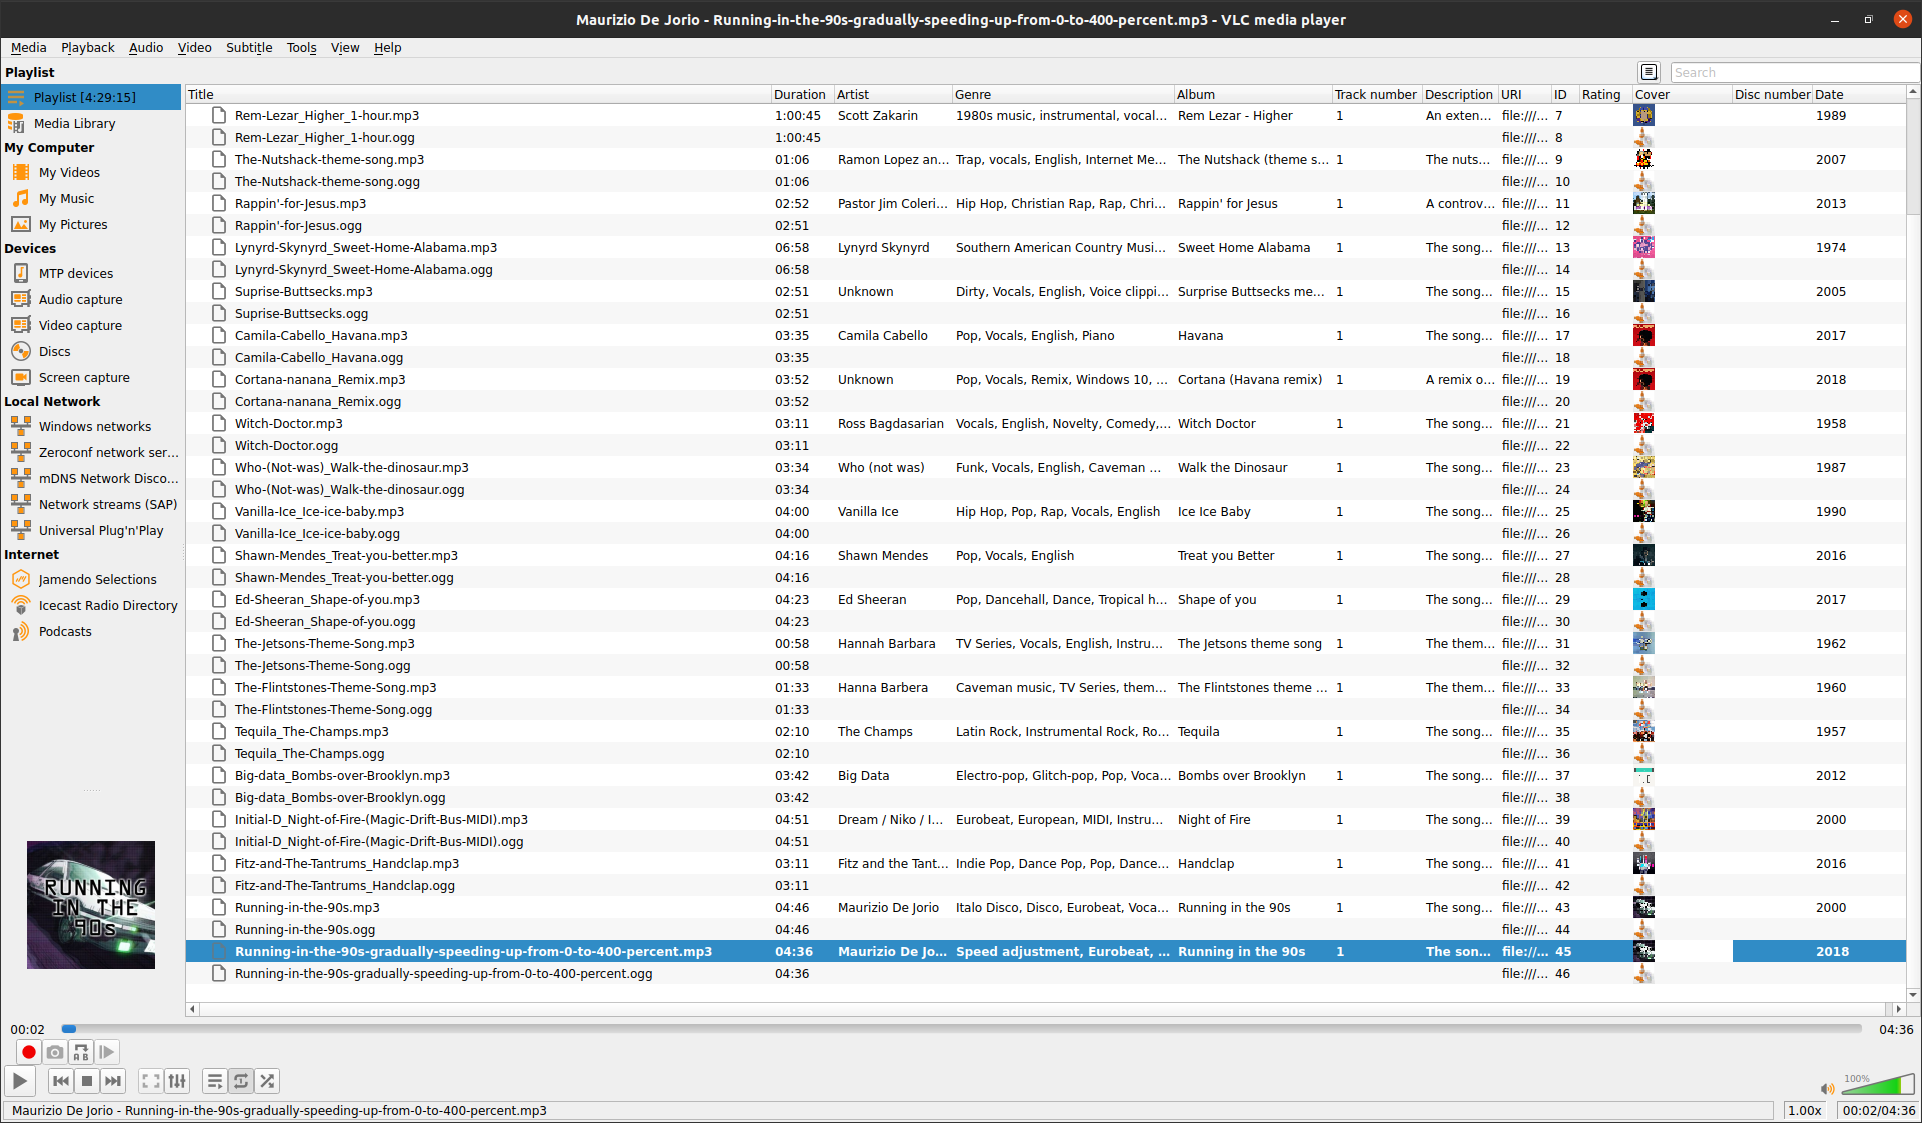 Maurizio De Jorio - Running-in-the-90s-gradually-speeding-up-from-0-to-400-percent.mp3 - VLC media player
Media Playback Audio Video Subtitle Tools View Help
Playlist
Search
Playlist [4:29:15]
Media Library
My Computer
My Videos
My Music
My Pictures
Devices
MTP devices
Audio capture
Video capture
Discs
Screen capture
Local Network
Windows networks
Zeroconf network ser...
mDNS Network Disco...
Network streams (SAP)
Universal Plug'n'Play
Internet
Jamendo Selections
Icecast Radio Directory
Podcasts
RUNNING
IN THE
90s
Title Duration Artist Genre Album Track number Description URI ID Rating Cover Disc number Date
Rem-Lezar_Higher_1-hour.mp3 1:00:45 Scott Zakarin 1980s music, instrumental, vocal... Rem Lezar - Higher 1 An exten... file:///... 7 1989
Rem-Lezar_Higher_1-hour.ogg 1:00:45 file:///... 8
The-Nutshack-theme-song.mp3 01:06 Ramon Lopez an... Trap, vocals, English, Internet Me... The Nutshack (theme s... 1 The nuts... file:///... 9 2007
The-Nutshack-theme-song.ogg 01:06 file:///... 10
Rappin'-for-Jesus.mp3 02:52 Pastor Jim Coleri... Hip Hop, Christian Rap, Rap, Chri... Rappin' for Jesus 1 A controv... file:///... 11 2013
Rappin'-for-Jesus.ogg 02:51 file:///... 12
Lynyrd-Skynyrd_Sweet-Home-Alabama.mp3 06:58 Lynyrd Skynyrd Southern American Country Musi... Sweet Home Alabama 1 The song... file:///... 13 1974
Lynyrd-Skynyrd_Sweet-Home-Alabama.ogg 06:58 file:///... 14
Suprise-Buttsecks.mp3 02:51 Unknown Dirty, Vocals, English, Voice clippi... Surprise Buttsecks me... 1 The song... file:///... 15 2005
Suprise-Buttsecks.ogg 02:51 file:///... 16
Camila-Cabello_Havana.mp3 03:35 Camila Cabello Pop, Vocals, English, Piano Havana 1 The song... file:///... 17 2017
Camila-Cabello_Havana.ogg 03:35 file:///... 18
Cortana-nanana_Remix.mp3 03:52 Unknown Pop, Vocals, Remix, Windows 10, ... Cortana (Havana remix) 1 A remix o... file:///... 19 2018
Cortana-nanana_Remix.ogg 03:52 file:///... 20
Witch-Doctor.mp3 03:11 Ross Bagdasarian Vocals, English, Novelty, Comedy,... Witch Doctor 1 The song... file:///... 21 1958
Witch-Doctor.ogg 03:11 file:///... 22
Who-(Not-was)_Walk-the-dinosaur.mp3 03:34 Who (not was) Funk, Vocals, English, Caveman ... Walk the Dinosaur 1 The song... file:///... 23 1987
Who-(Not-was)_Walk-the-dinosaur.ogg 03:34 file:///... 24
Vanilla-Ice_Ice-ice-baby.mp3 04:00 Vanilla Ice Hip Hop, Pop, Rap, Vocals, English Ice Ice Baby 1 The song... file:///... 25 1990
Vanilla-Ice_Ice-ice-baby.ogg 04:00 file:///... 26
Shawn-Mendes_Treat-you-better.mp3 04:16 Shawn Mendes Pop, Vocals, English Treat you Better 1 The song... file:///... 27 2016
Shawn-Mendes_Treat-you-better.ogg 04:16 file:///... 28
Ed-Sheeran_Shape-of-you.mp3 04:23 Ed Sheeran Pop, Dancehall, Dance, Tropical h... Shape of you 1 The song... file:///... 29 2017
Ed-Sheeran_Shape-of-you.ogg 04:23 file:///... 30
The-Jetsons-Theme-Song.mp3 00:58 Hannah Barbara TV Series, Vocals, English, Instru... The Jetsons theme song 1 The them... file:///... 31 1962
The-Jetsons-Theme-Song.ogg 00:58 file:///... 32
The-Flintstones-Theme-Song.mp3 01:33 Hanna Barbera Caveman music, TV Series, them... The Flintstones theme ... 1 The them... file:///... 33 1960
The-Flintstones-Theme-Song.ogg 01:33 file:///... 34
Tequila_The-Champs.mp3 02:10 The Champs Latin Rock, Instrumental Rock, Ro... Tequila 1 The song... file:///... 35 1957
Tequila_The-Champs.ogg 02:10 file:///... 36
Big-data_Bombs-over-Brooklyn.mp3 03:42 Big Data Electro-pop, Glitch-pop, Pop, Voca... Bombs over Brooklyn 1 The song... file:///... 37 2012
Big-data_Bombs-over-Brooklyn.ogg 03:42 file:///... 38
Initial-D_Night-of-Fire-(Magic-Drift-Bus-MIDI).mp3 04:51 Dream / Niko / I... Eurobeat, European, MIDI, Instru... Night of Fire 1 The song... file:///... 39 2000
Initial-D_Night-of-Fire-(Magic-Drift-Bus-MIDI).ogg 04:51 file:///... 40
Fitz-and-The-Tantrums_Handclap.mp3 03:11 Fitz and the Tant... Indie Pop, Dance Pop, Pop, Dance... Handclap 1 The song... file:///... 41 2016
Fitz-and-The-Tantrums_Handclap.ogg 03:11 file:///... 42
Running-in-the-90s.mp3 04:46 Maurizio De Jorio Italo Disco, Disco, Eurobeat, Voca... Running in the 90s 1 The song... file:///... 43 2000
Running-in-the-90s.ogg 04:46 file:///... 44
Running-in-the-90s-gradually-speeding-up-from-0-to-400-percent.mp3 04:36 Maurizio De Jo... Speed adjustment, Eurobeat, ... Running in the 90s 1 The son... file://... 45 2018
Running-in-the-90s-gradually-speeding-up-from-0-to-400-percent.ogg 04:36 file:///... 46
00:02 04:36
A B
100%
Maurizio De Jorio - Running-in-the-90s-gradually-speeding-up-from-0-to-400-percent.mp3 1.00x 00:02/04:36